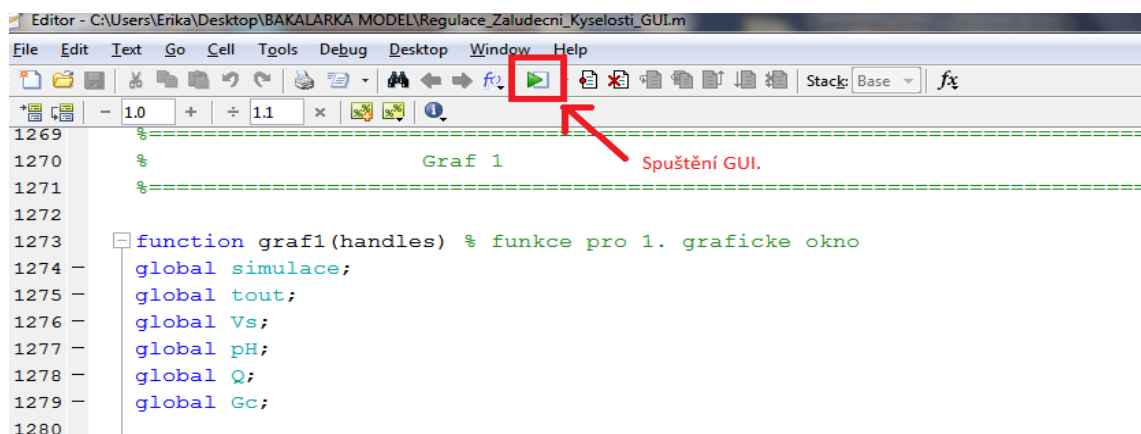 Editor - C:\Users\Erika\Desktop\BAKALARKA MODEL\Regulace_Zaludecni_Kyselosti_GUI.m
File Edit Text Go Cell Tools Debug Desktop Window Help
Stack: Base fx
- 1.0 + ÷ 1.1 ×
1269 %==============================================================
1270 % Graf 1
Spuštění GUI.
1271 %==============================================================
1272
1273 function graf1(handles) % funkce pro 1. graficke okno
1274 - global simulace;
1275 - global tout;
1276 - global Vs;
1277 - global pH;
1278 - global Q;
1279 - global Gc;
1280